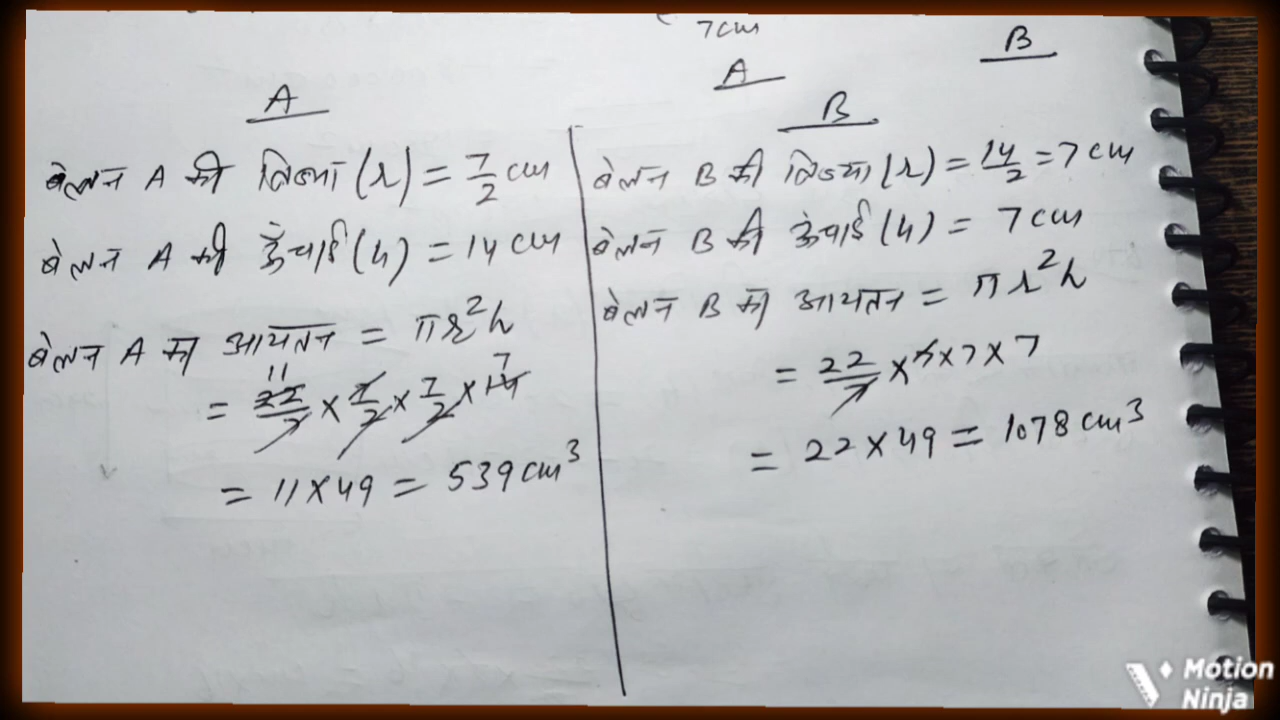 7cm
A
B
A
बेलन A की त्रिज्या (r) = 7/2 cm
बेलन A की ऊँचाई (h) = 14 cm
बेलन A का आयतन = πr²h
= 22/7 × 7/2 × 7/2 × 14
11 7
= 11 × 49 = 539 cm³
B
बेलन B की त्रिज्या (r) = 14/2 = 7 cm
बेलन B की ऊँचाई (h) = 7 cm
बेलन B का आयतन = πr²h
= 22/7 × 7 × 7 × 7
= 22 × 49 = 1078 cm³
Motion
Ninja